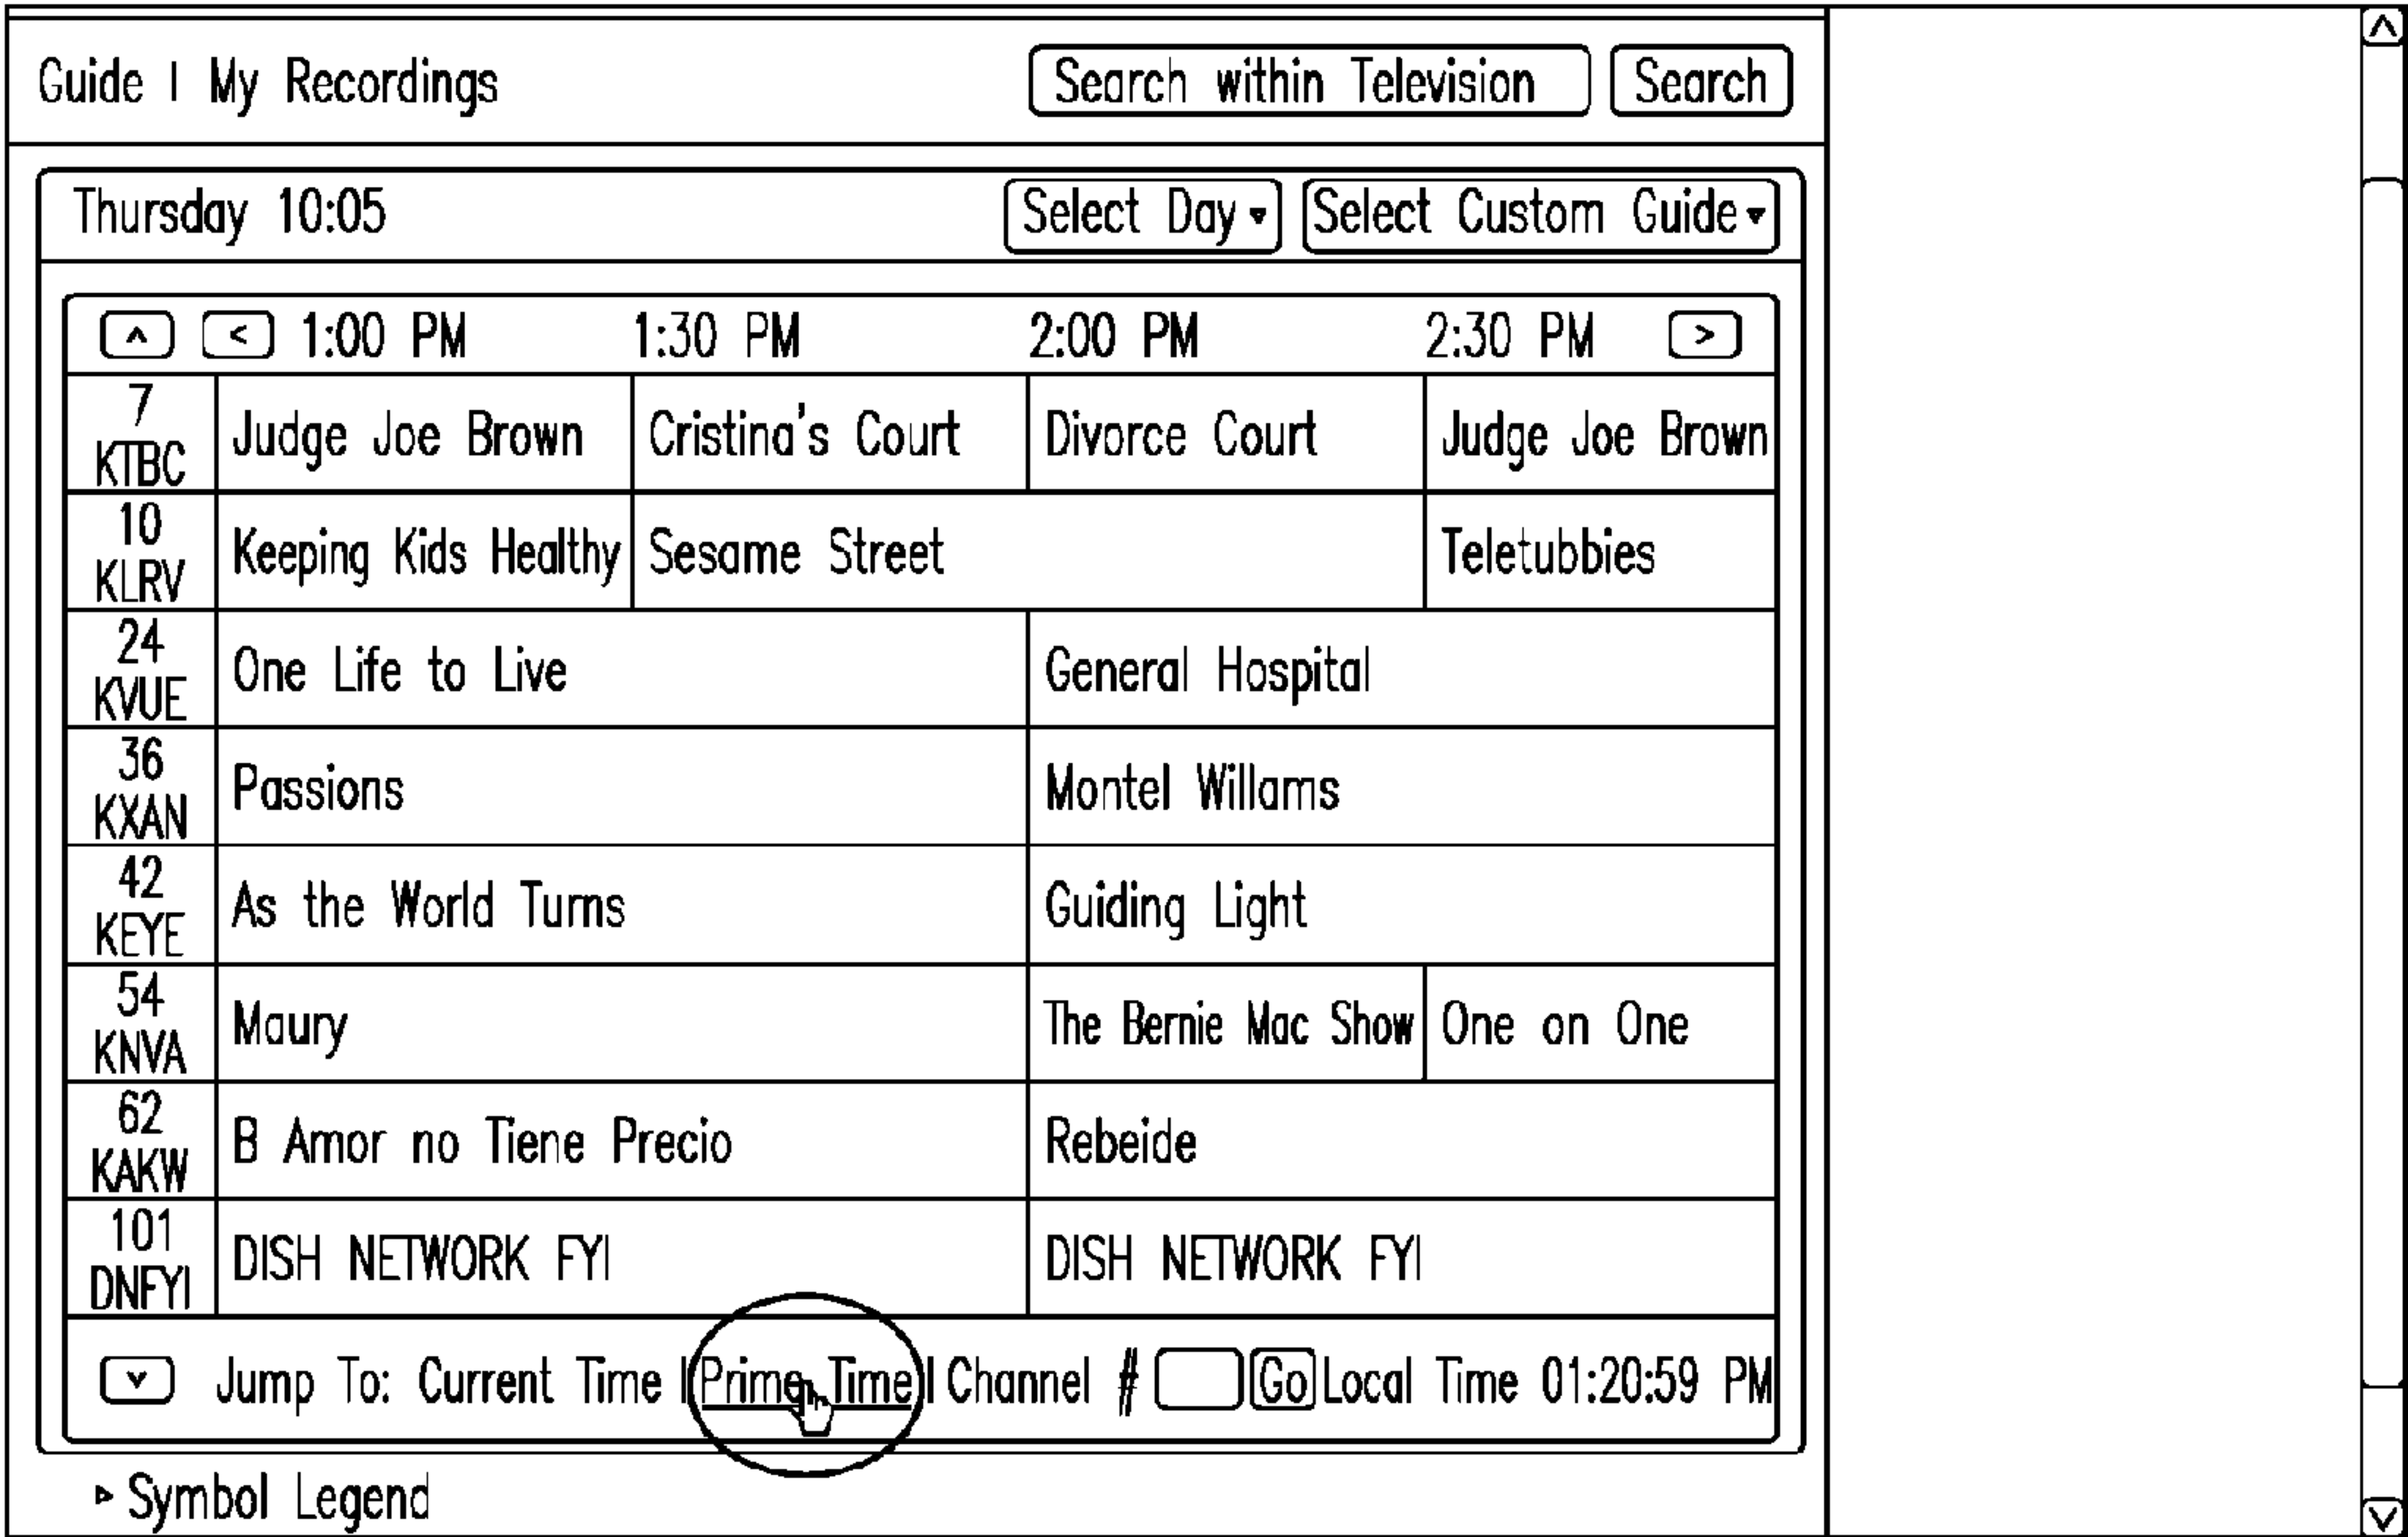 Guide | My Recordings Search within Television Search
Thursday 10:05 Select Day Select Custom Guide
^ < 1:00 PM 1:30 PM 2:00 PM 2:30 PM >
7 KTBC Judge Joe Brown Cristina's Court Divorce Court Judge Joe Brown
10 KLRV Keeping Kids Healthy Sesame Street Teletubbies
24 KVUE One Life to Live General Hospital
36 KXAN Passions Montel Willams
42 KEYE As the World Turns Guiding Light
54 KNVA Maury The Bernie Mac Show One on One
62 KAKW B Amor no Tiene Precio Rebeide
101 DNFYI DISH NETWORK FYI DISH NETWORK FYI
v Jump To: Current Time | Prime Time | Channel # Go Local Time 01:20:59 PM
Symbol Legend